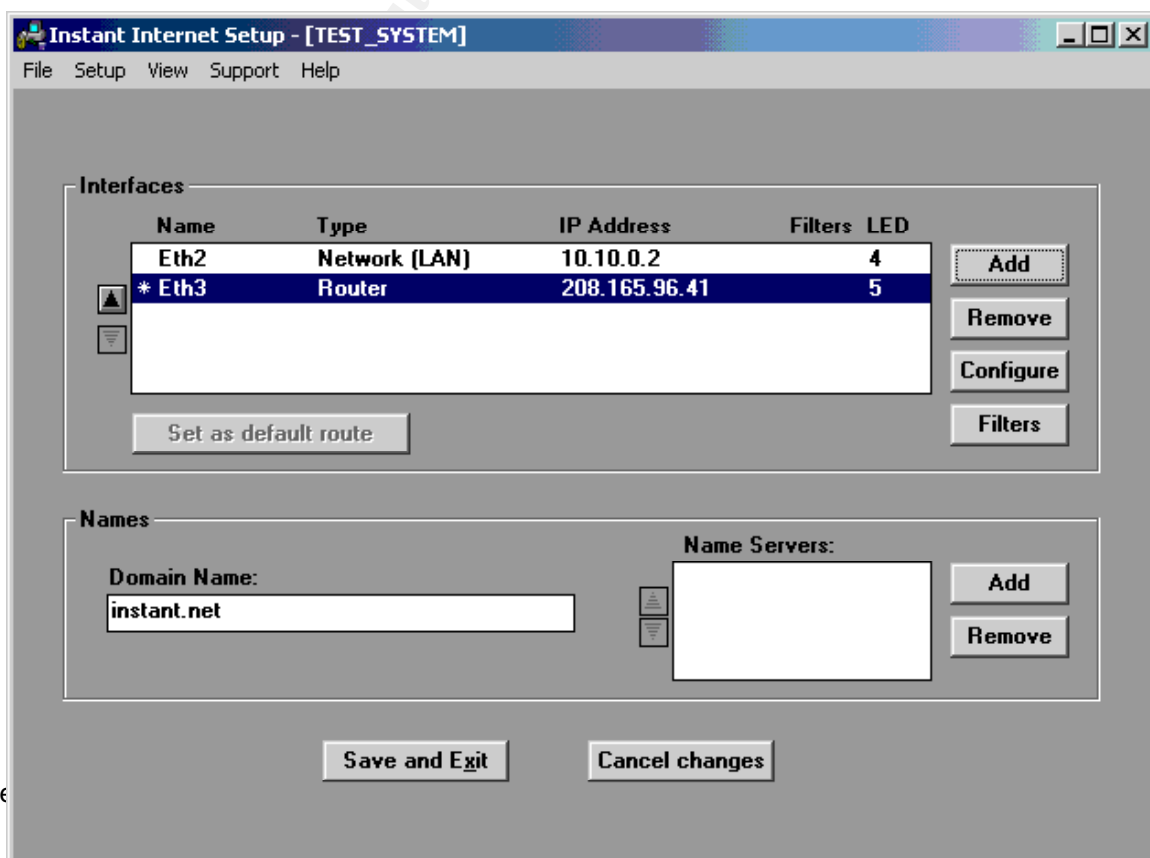 Instant Internet Setup - [TEST_SYSTEM]
File Setup View Support Help
Interfaces
Name Type IP Address Filters LED
Eth2 Network (LAN) 10.10.0.2 4
* Eth3 Router 208.165.96.41 5
Add
Remove
Configure
Filters
Set as default route
Names
Domain Name:
instant.net
Name Servers:
Add
Remove
Save and Exit
Cancel changes